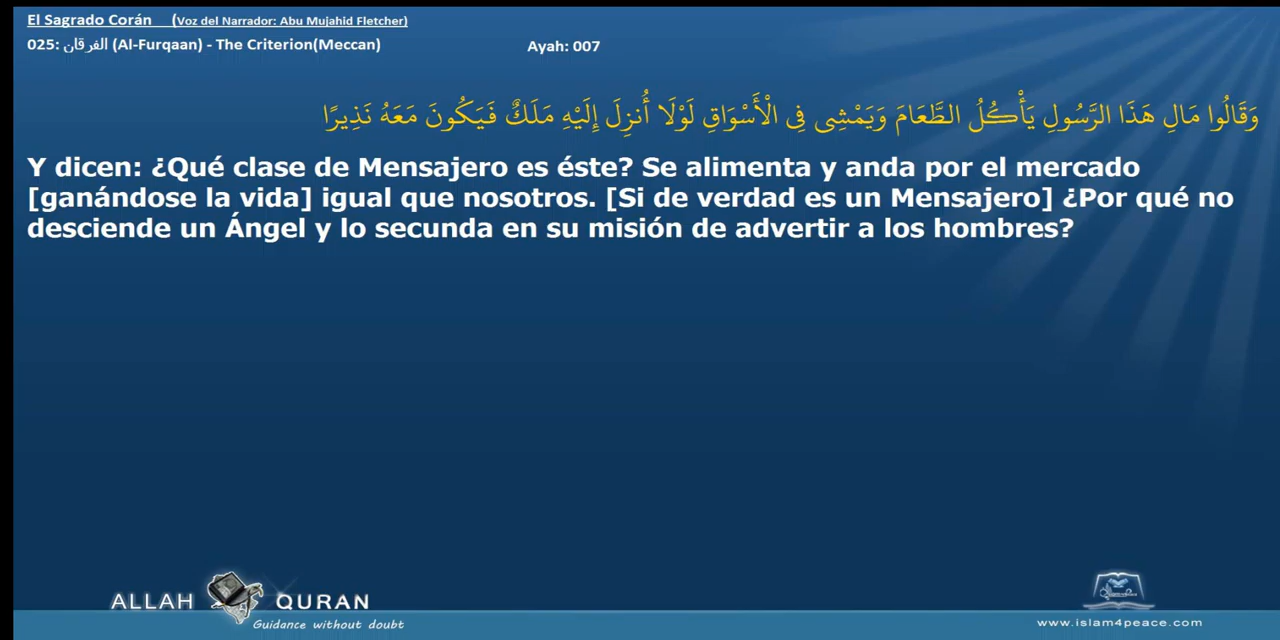 El Sagrado Corán (Voz del Narrador: Abu Mujahid Fletcher)
025: الفرقان (Al-Furqaan) - The Criterion(Meccan) Ayah: 007
وَقَالُوا مَالِ هَذَا الرَّسُولِ يَأْكُلُ الطَّعَامَ وَيَمْشِى فِى الْأَسْوَاقِ لَوْلَا أُنزِلَ إِلَيْهِ مَلَكٌ فَيَكُونَ مَعَهُ نَذِيرًا
Y dicen: ¿Qué clase de Mensajero es éste? Se alimenta y anda por el mercado
[ganándose la vida] igual que nosotros. [Si de verdad es un Mensajero] ¿Por qué no
desciende un Ángel y lo secunda en su misión de advertir a los hombres?
ALLAH QURAN
Guidance without doubt
www.islam4peace.com